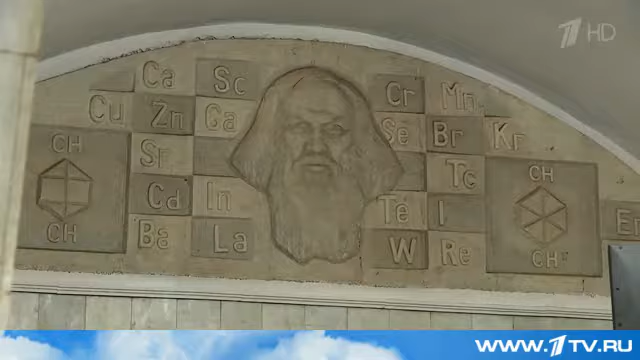 1 HD
Ca Sc Cr Mn
Cu Zn Ga Se Br Kr
CH Sr Tc CH
Cd In Te I Er
CH Ba La W Re CH
www.1TV.RU